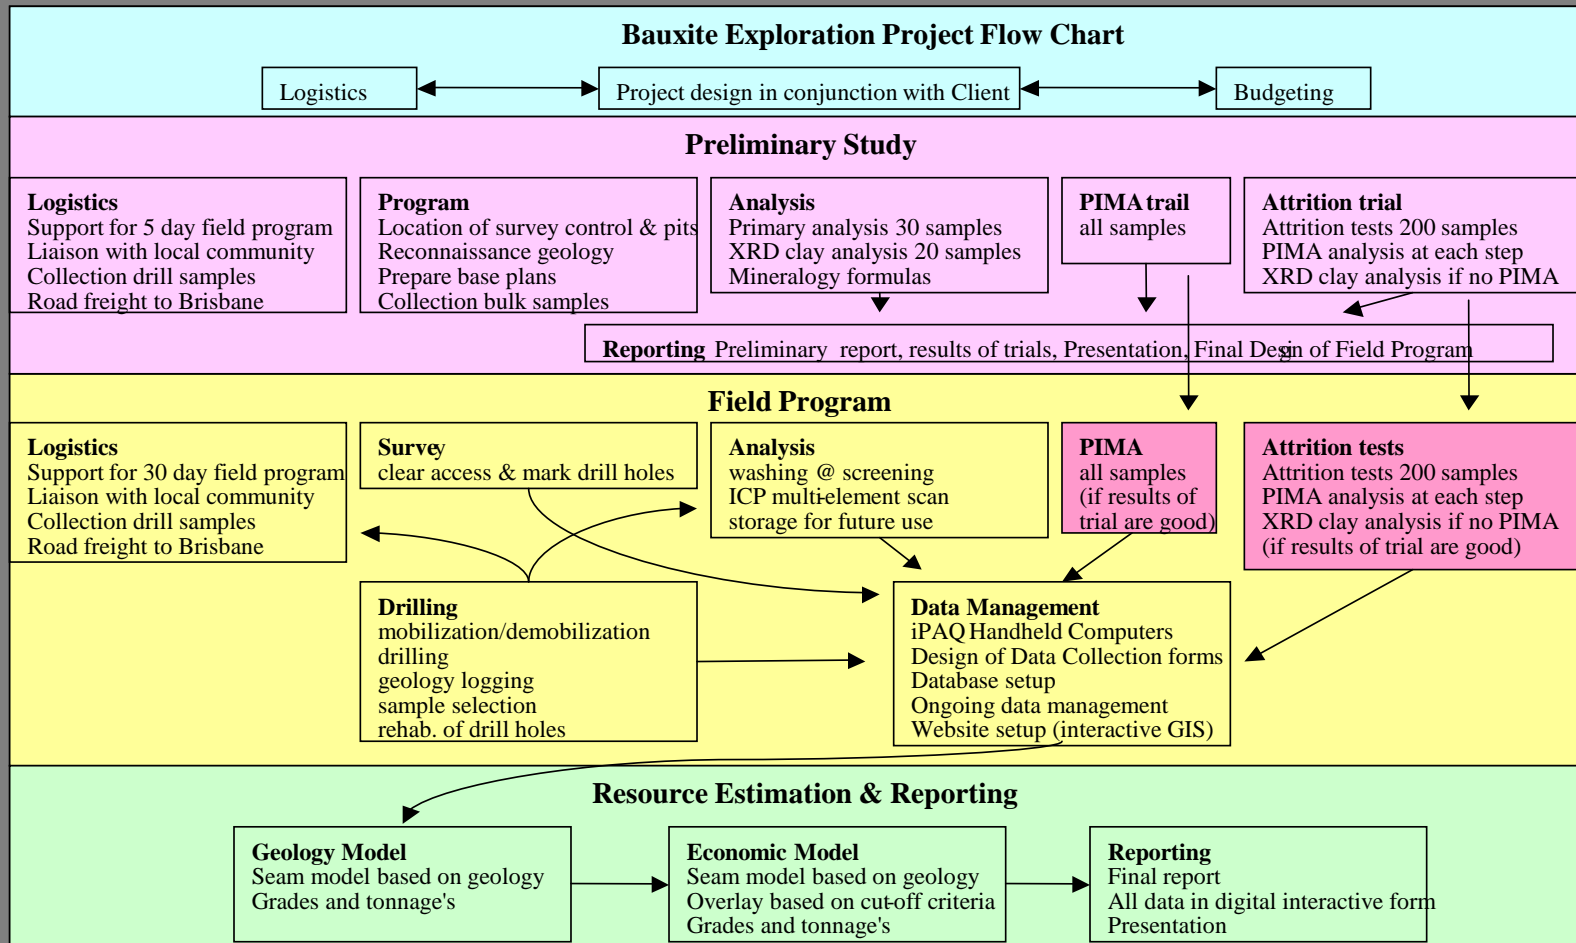 Bauxite Exploration Project Flow Chart
Logistics
Project design in conjunction with Client
Budgeting
Preliminary Study
Logistics
Support for 5 day field program
Liaison with local community
Collection drill samples
Road freight to Brisbane
Program
Location of survey control & pits
Reconnaissance geology
Prepare base plans
Collection bulk samples
Analysis
Primary analysis 30 samples
XRD clay analysis 20 samples
Mineralogy formulas
PIMA trail
all samples
Attrition trial
Attrition tests 200 samples
PIMA analysis at each step
XRD clay analysis if no PIMA
Reporting Preliminary report, results of trials, Presentation, Final Design of Field Program
Field Program
Logistics
Support for 30 day field program
Liaison with local community
Collection drill samples
Road freight to Brisbane
Survey
clear access & mark drill holes
Analysis
washing @ screening
ICP multi-element scan
storage for future use
PIMA
all samples
(if results of
trial are good)
Attrition tests
Attrition tests 200 samples
PIMA analysis at each step
XRD clay analysis if no PIMA
(if results of trial are good)
Drilling
mobilization/demobilization
drilling
geology logging
sample selection
rehab. of drill holes
Data Management
iPAQ Handheld Computers
Design of Data Collection forms
Database setup
Ongoing data management
Website setup (interactive GIS)
Resource Estimation & Reporting
Geology Model
Seam model based on geology
Grades and tonnage's
Economic Model
Seam model based on geology
Overlay based on cut-off criteria
Grades and tonnage's
Reporting
Final report
All data in digital interactive form
Presentation